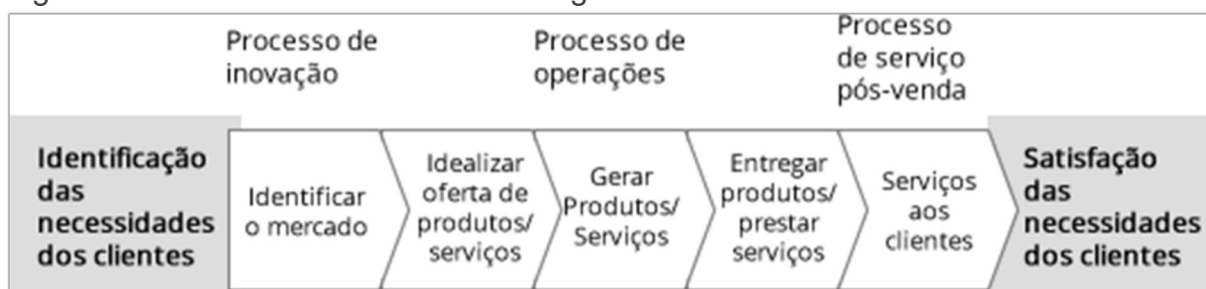 Processo de
inovação
Processo de
operações
Processo
de serviço
pós-venda
Identificação
das
necessidades
dos clientes
Identificar
o mercado
Idealizar
oferta de
produtos/
serviços
Gerar
Produtos/
Serviços
Entregar
produtos/
prestar
serviços
Serviços
aos
clientes
Satisfação
das
necessidades
dos clientes